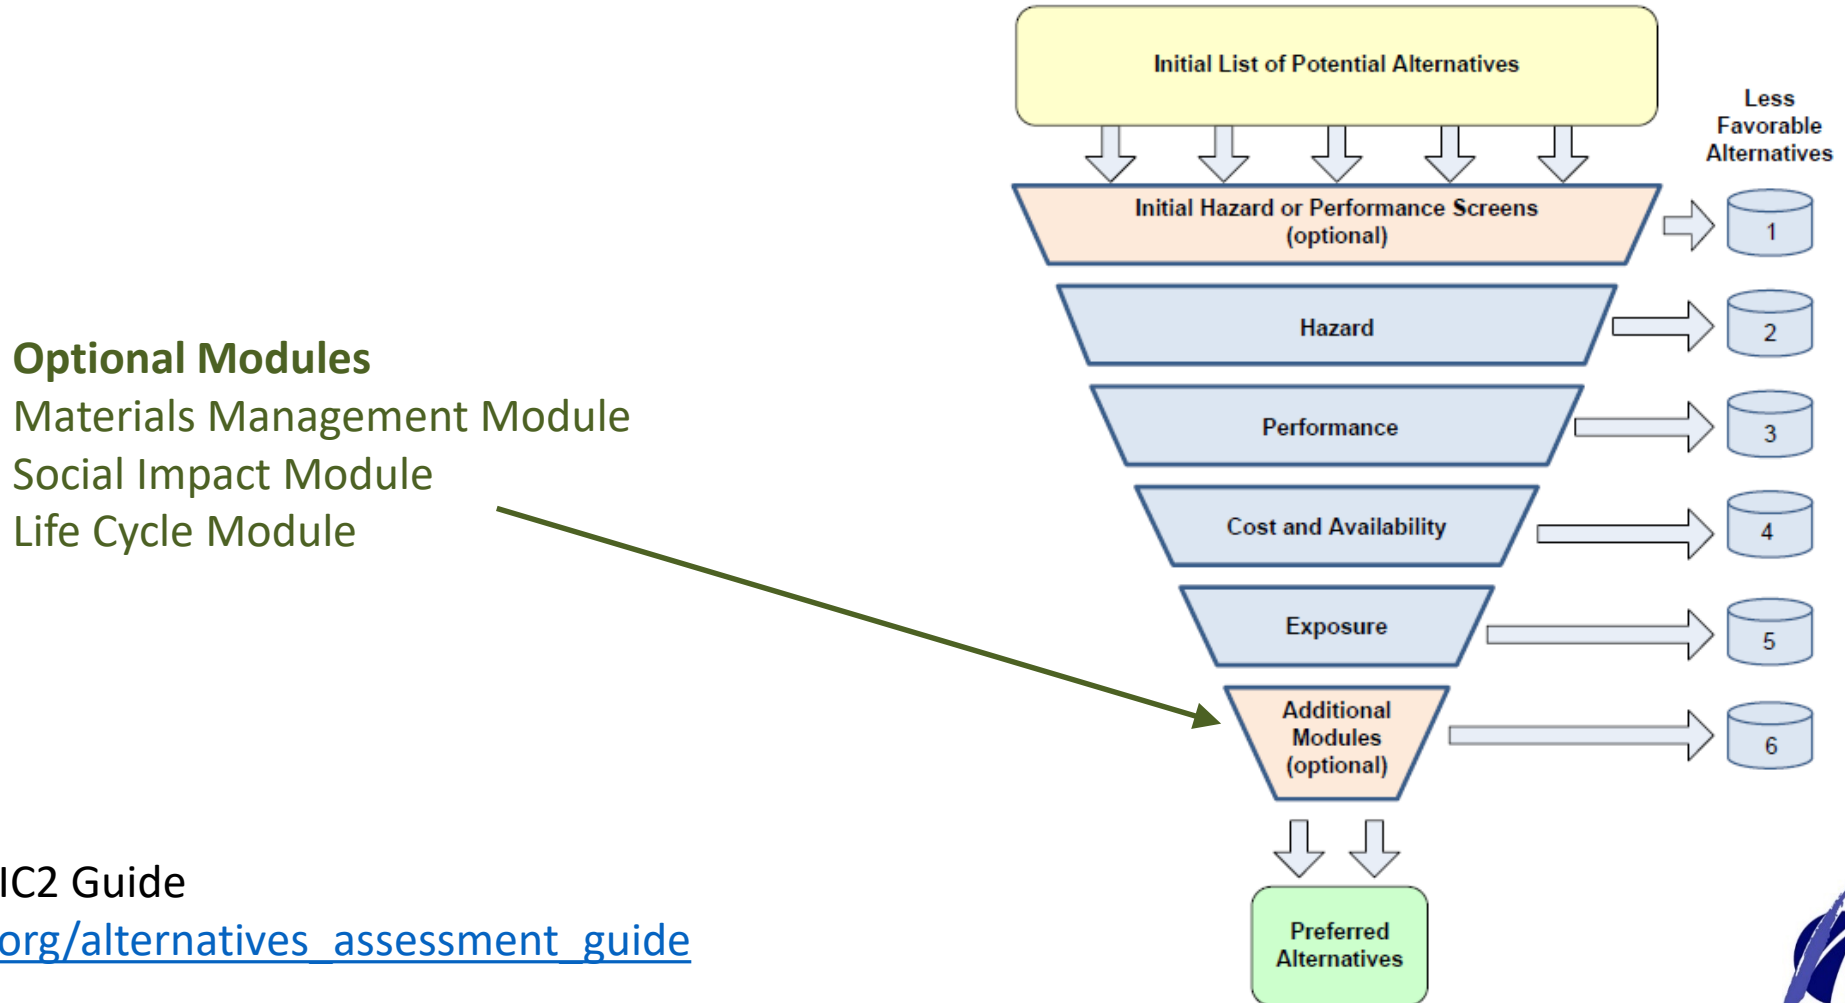 Initial List of Potential Alternatives
Less
Favorable
Alternatives
Initial Hazard or Performance Screens
(optional)
1
Hazard
2
Optional Modules
Materials Management Module
Social Impact Module
Life Cycle Module
Performance
3
Cost and Availability
4
Exposure
5
Additional
Modules
(optional)
6
IC2 Guide
org/alternatives_assessment_guide
Preferred
Alternatives